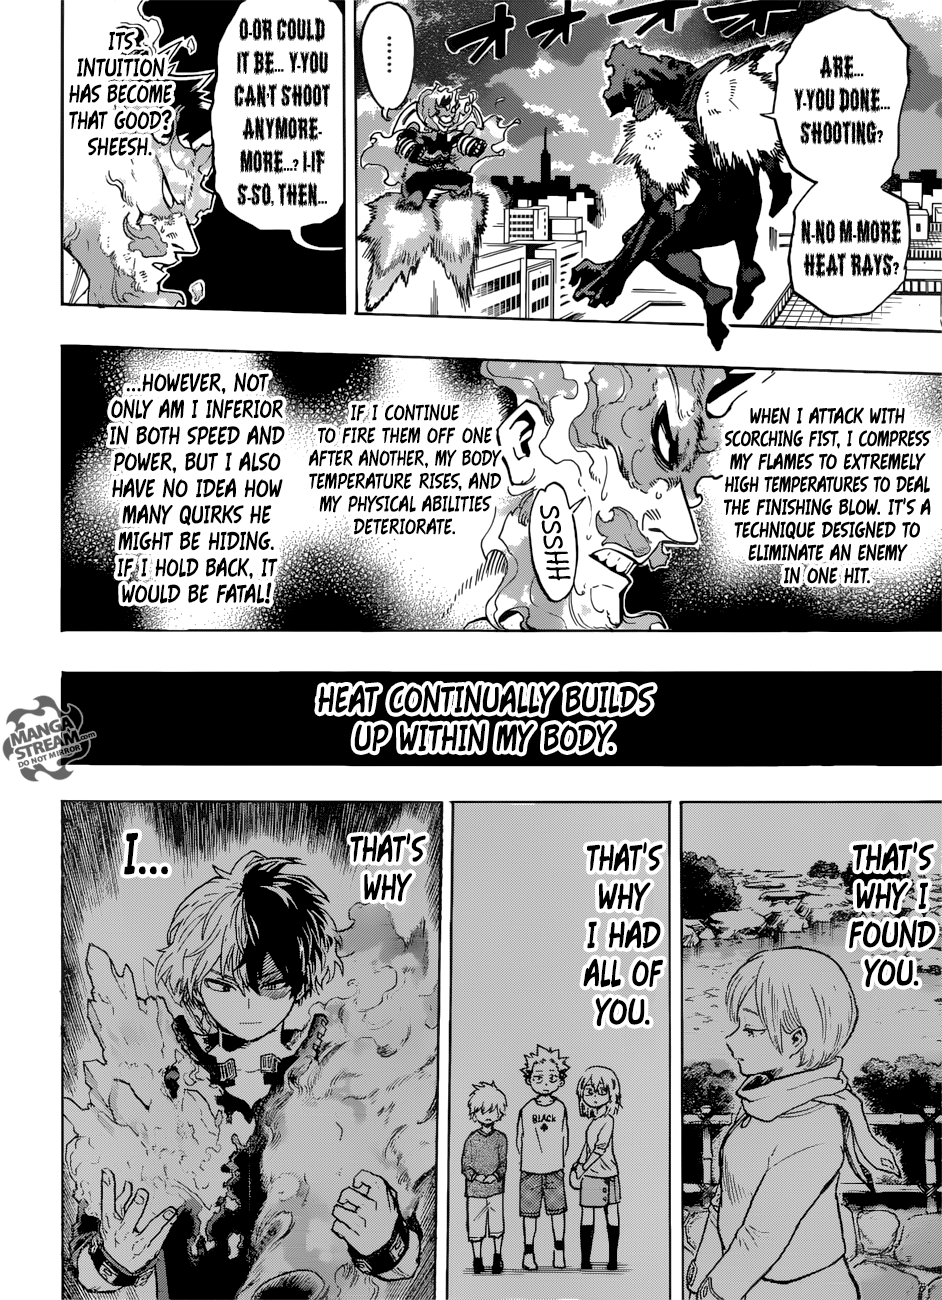 ARE...
Y-YOU DONE...
SHOOTING?
N-NO M-MORE
HEAT RAYS?
オォォォ
........
O-OR COULD
IT BE... Y-YOU
CAN'T SHOOT
ANYMORE-
MORE...? I-IF
S-SO, THEN...
ITS
INTUITION
HAS BECOME
THAT GOOD?
SHEESH.
WHEN I ATTACK WITH
SCORCHING FIST, I COMPRESS
MY FLAMES TO EXTREMELY
HIGH TEMPERATURES TO DEAL
THE FINISHING BLOW. IT'S A
TECHNIQUE DESIGNED TO
ELIMINATE AN ENEMY
IN ONE HIT.
SSSHH
IF I CONTINUE
TO FIRE THEM OFF ONE
AFTER ANOTHER, MY BODY
TEMPERATURE RISES, AND
MY PHYSICAL ABILITIES
DETERIORATE.
...HOWEVER, NOT
ONLY AM I INFERIOR
IN BOTH SPEED AND
POWER, BUT I ALSO
HAVE NO IDEA HOW
MANY QUIRKS HE
MIGHT BE HIDING.
IF I HOLD BACK, IT
WOULD BE FATAL!
HEAT CONTINUALLY BUILDS
UP WITHIN MY BODY.
MANGA
STREAM.com
DO NOT MIRROR
THAT'S
WHY I
FOUND
YOU.
THAT'S
WHY
I HAD
ALL OF
YOU.
BLACK
THAT'S
WHY
I...